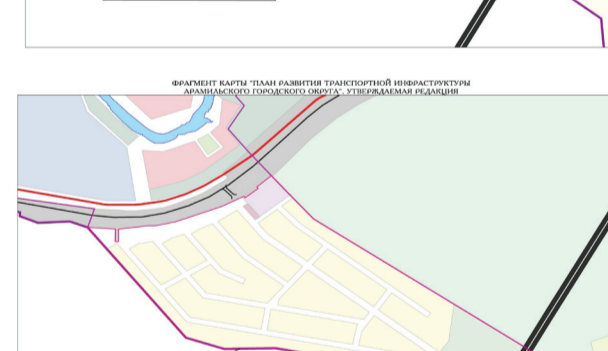 ФРАГМЕНТ КАРТЫ "ПЛАН РАЗВИТИЯ ТРАНСПОРТНОЙ ИНФРАСТРУКТУРЫ
АРАМИЛЬСКОГО ГОРОДСКОГО ОКРУГА", УТВЕРЖДАЕМАЯ РЕДАКЦИЯ